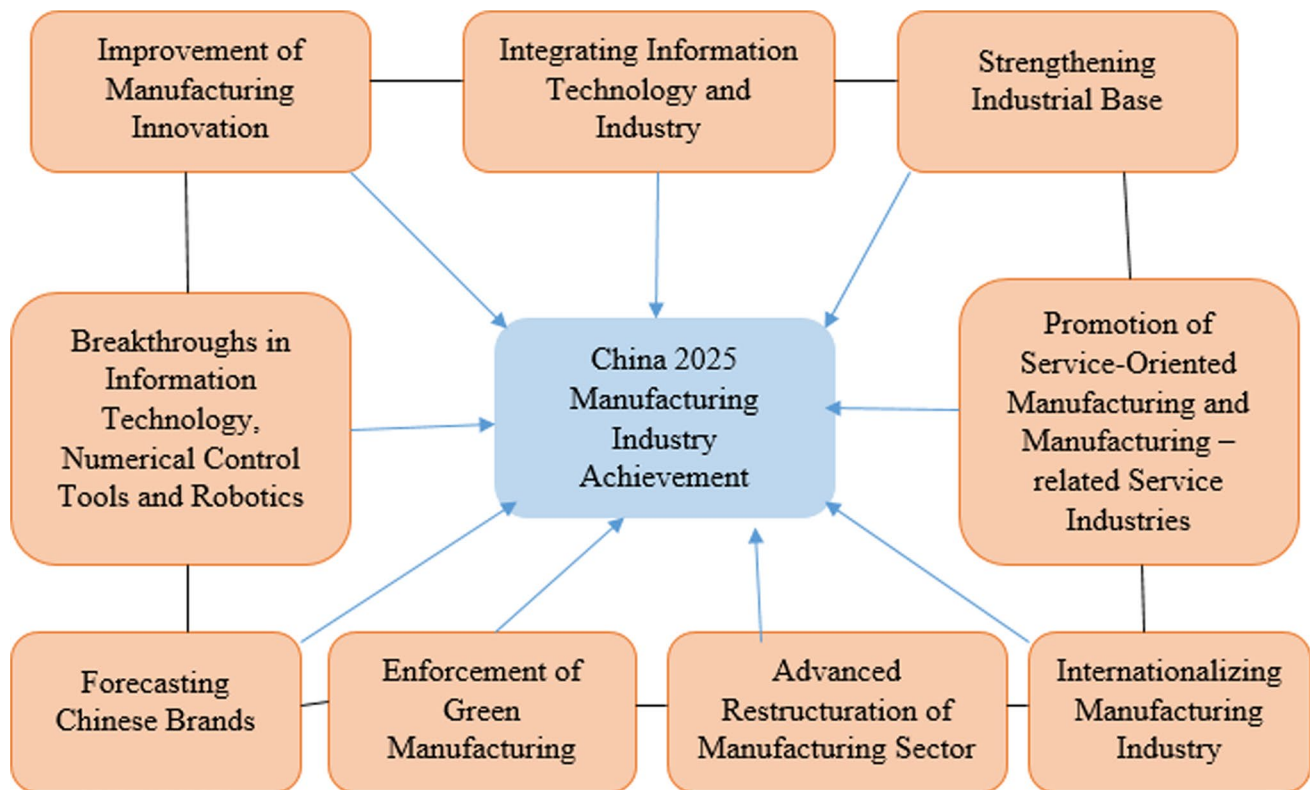 Improvement of
Manufacturing
Innovation
Integrating Information
Technology and
Industry
Strengthening
Industrial Base
Breakthroughs in
Information
Technology,
Numerical Control
Tools and Robotics
China 2025
Manufacturing
Industry
Achievement
Promotion of
Service-Oriented
Manufacturing and
Manufacturing –
related Service
Industries
Forecasting
Chinese Brands
Enforcement of
Green
Manufacturing
Advanced
Restructuration of
Manufacturing Sector
Internationalizing
Manufacturing
Industry